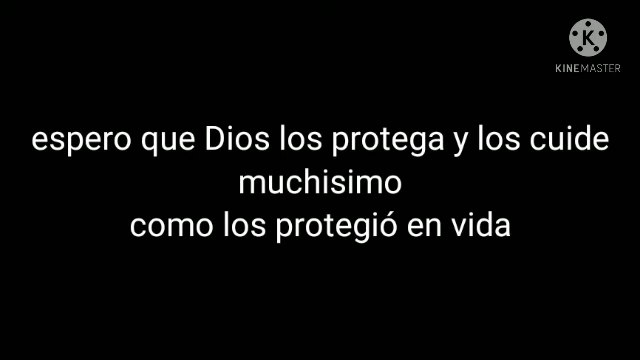 K
KINEMASTER
espero que Dios los protega y los cuide
muchisimo
como los protegió en vida